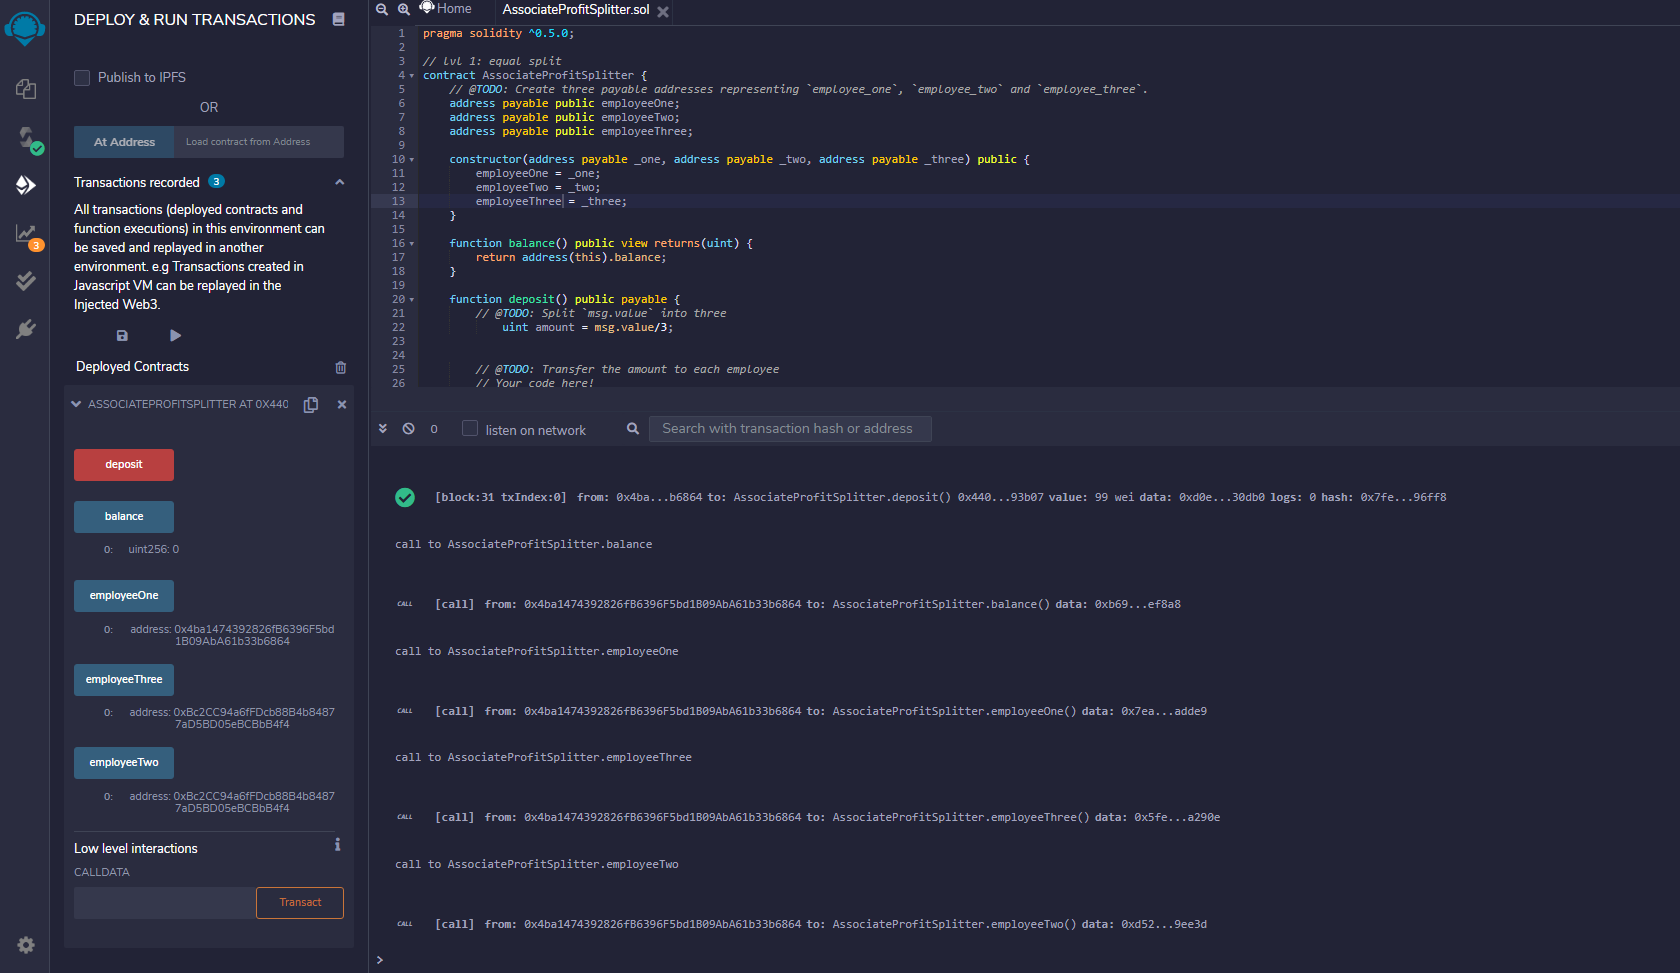 DEPLOY & RUN TRANSACTIONS
Publish to IPFS
OR
At Address
Load contract from Address
Transactions recorded 3
All transactions (deployed contracts and
function executions) in this environment can
be saved and replayed in another
environment. e.g Transactions created in
Javascript VM can be replayed in the
Injected Web3.
Deployed Contracts
ASSOCIATEPROFITSPLITTER AT 0X440
deposit
balance
0: uint256: 0
employeeOne
0: address: 0x4ba1474392826fB6396F5bd
1B09AbA61b33b6864
employeeThree
0: address: 0xBc2CC94a6fFDcb88B4b8487
7aD5BD05eBCBbB4f4
employeeTwo
0: address: 0xBc2CC94a6fFDcb88B4b8487
7aD5BD05eBCBbB4f4
Low level interactions
i
CALLDATA
Transact
3
Home
AssociateProfitSplitter.sol
1 pragma solidity ^0.5.0;
2
3 // lvl 1: equal split
4 contract AssociateProfitSplitter {
5 // @TODO: Create three payable addresses representing `employee_one`, `employee_two` and `employee_three`.
6 address payable public employeeOne;
7 address payable public employeeTwo;
8 address payable public employeeThree;
9
10 constructor(address payable _one, address payable _two, address payable _three) public {
11 employeeOne = _one;
12 employeeTwo = _two;
13 employeeThree = _three;
14 }
15
16 function balance() public view returns(uint) {
17 return address(this).balance;
18 }
19
20 function deposit() public payable {
21 // @TODO: Split `msg.value` into three
22 uint amount = msg.value/3;
23
24
25 // @TODO: Transfer the amount to each employee
26 // Your code here!
0
listen on network
Search with transaction hash or address
[block:31 txIndex:0] from: 0x4ba...b6864 to: AssociateProfitSplitter.deposit() 0x440...93b07 value: 99 wei data: 0xd0e...30db0 logs: 0 hash: 0x7fe...96ff8
call to AssociateProfitSplitter.balance
CALL [call] from: 0x4ba1474392826fB6396F5bd1B09AbA61b33b6864 to: AssociateProfitSplitter.balance() data: 0xb69...ef8a8
call to AssociateProfitSplitter.employeeOne
CALL [call] from: 0x4ba1474392826fB6396F5bd1B09AbA61b33b6864 to: AssociateProfitSplitter.employeeOne() data: 0x7ea...adde9
call to AssociateProfitSplitter.employeeThree
CALL [call] from: 0x4ba1474392826fB6396F5bd1B09AbA61b33b6864 to: AssociateProfitSplitter.employeeThree() data: 0x5fe...a290e
call to AssociateProfitSplitter.employeeTwo
CALL [call] from: 0x4ba1474392826fB6396F5bd1B09AbA61b33b6864 to: AssociateProfitSplitter.employeeTwo() data: 0xd52...9ee3d
>